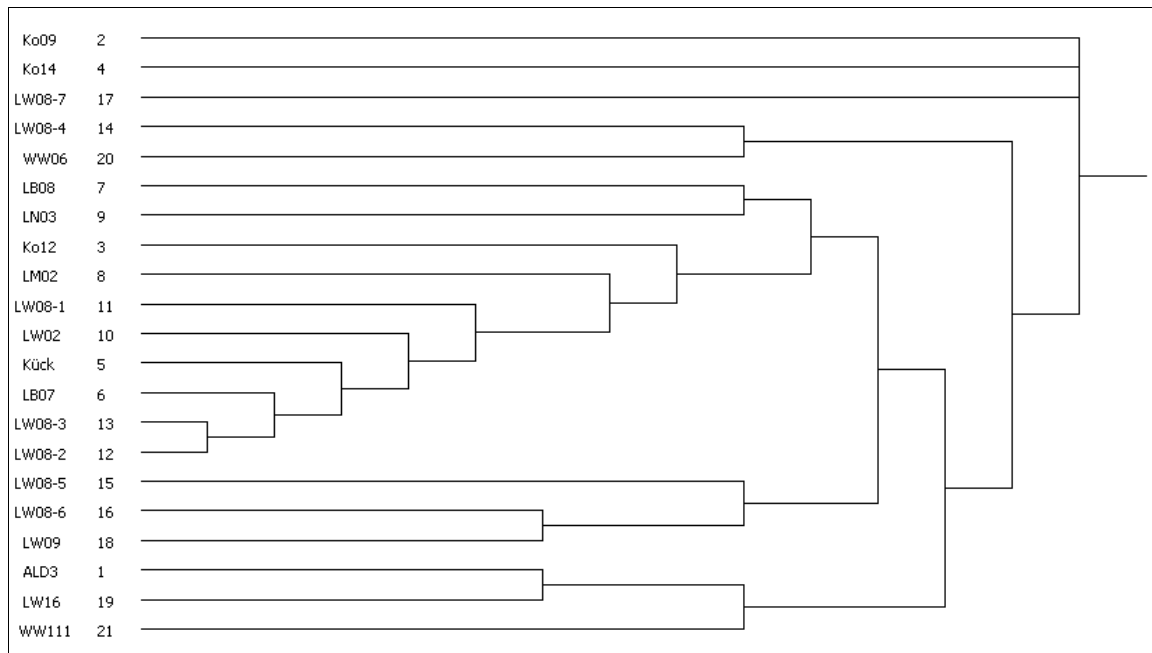 Ko09 2
Ko14 4
LW08-7 17
LW08-4 14
WW06 20
LB08 7
LN03 9
Ko12 3
LM02 8
LW08-1 11
LW02 10
Kück 5
LB07 6
LW08-3 13
LW08-2 12
LW08-5 15
LW08-6 16
LW09 18
ALD3 1
LW16 19
WW111 21